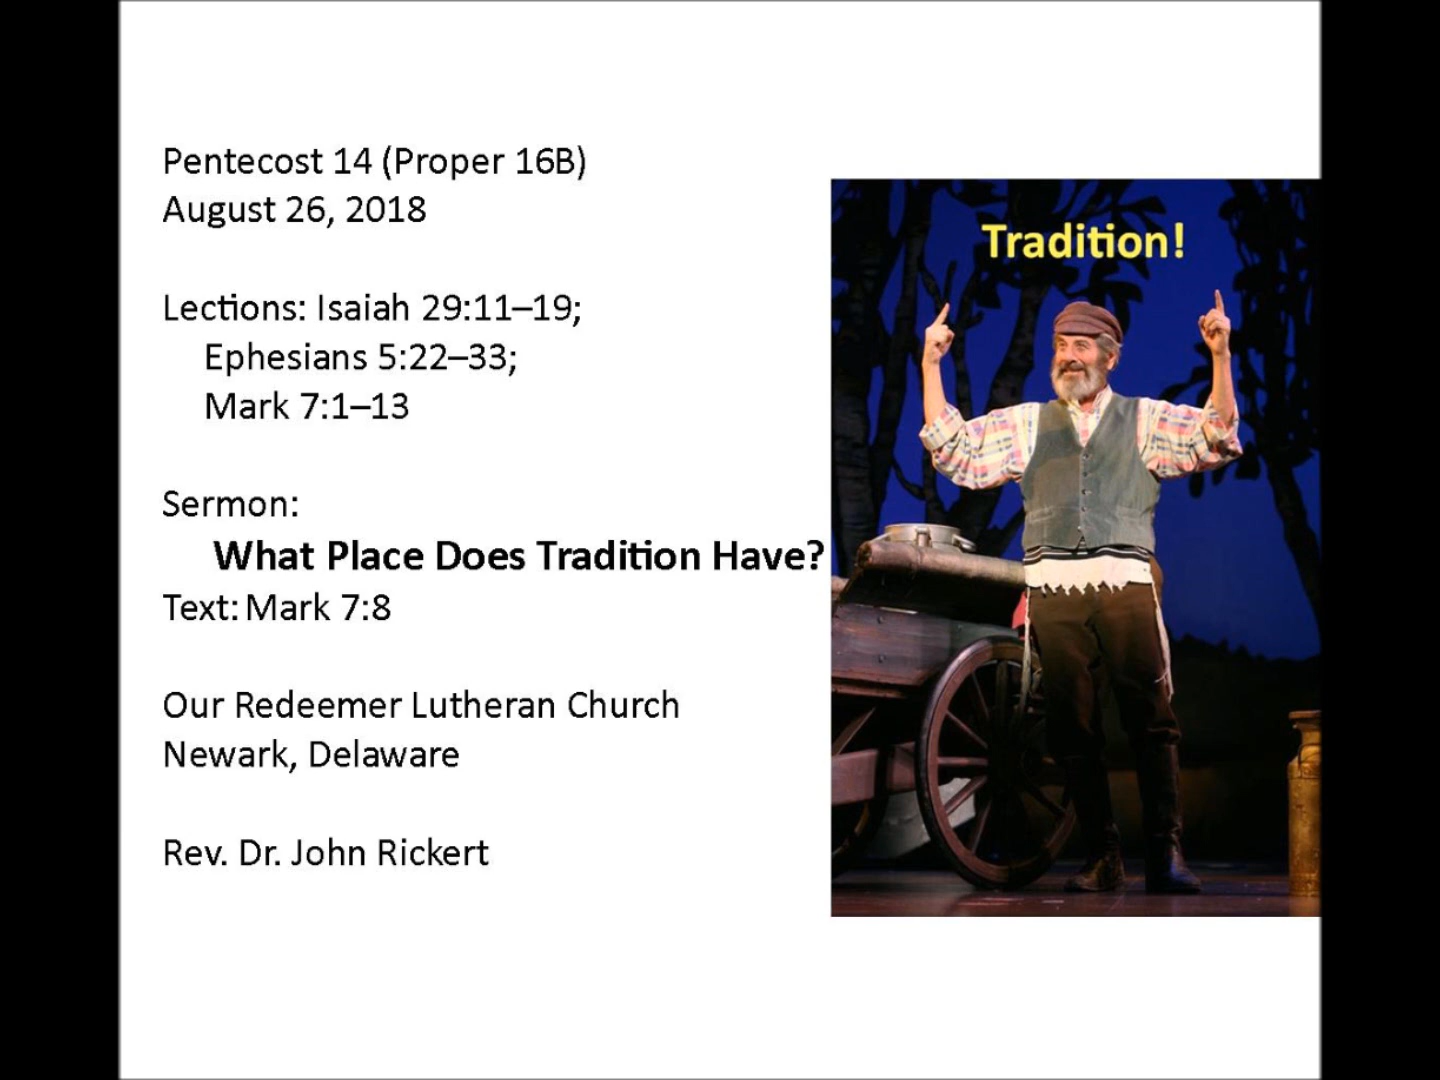 Pentecost 14 (Proper 16B)
August 26, 2018
Lections: Isaiah 29:11–19;
Ephesians 5:22–33;
Mark 7:1–13
Sermon:
What Place Does Tradition Have?
Text: Mark 7:8
Our Redeemer Lutheran Church
Newark, Delaware
Rev. Dr. John Rickert
Tradition!